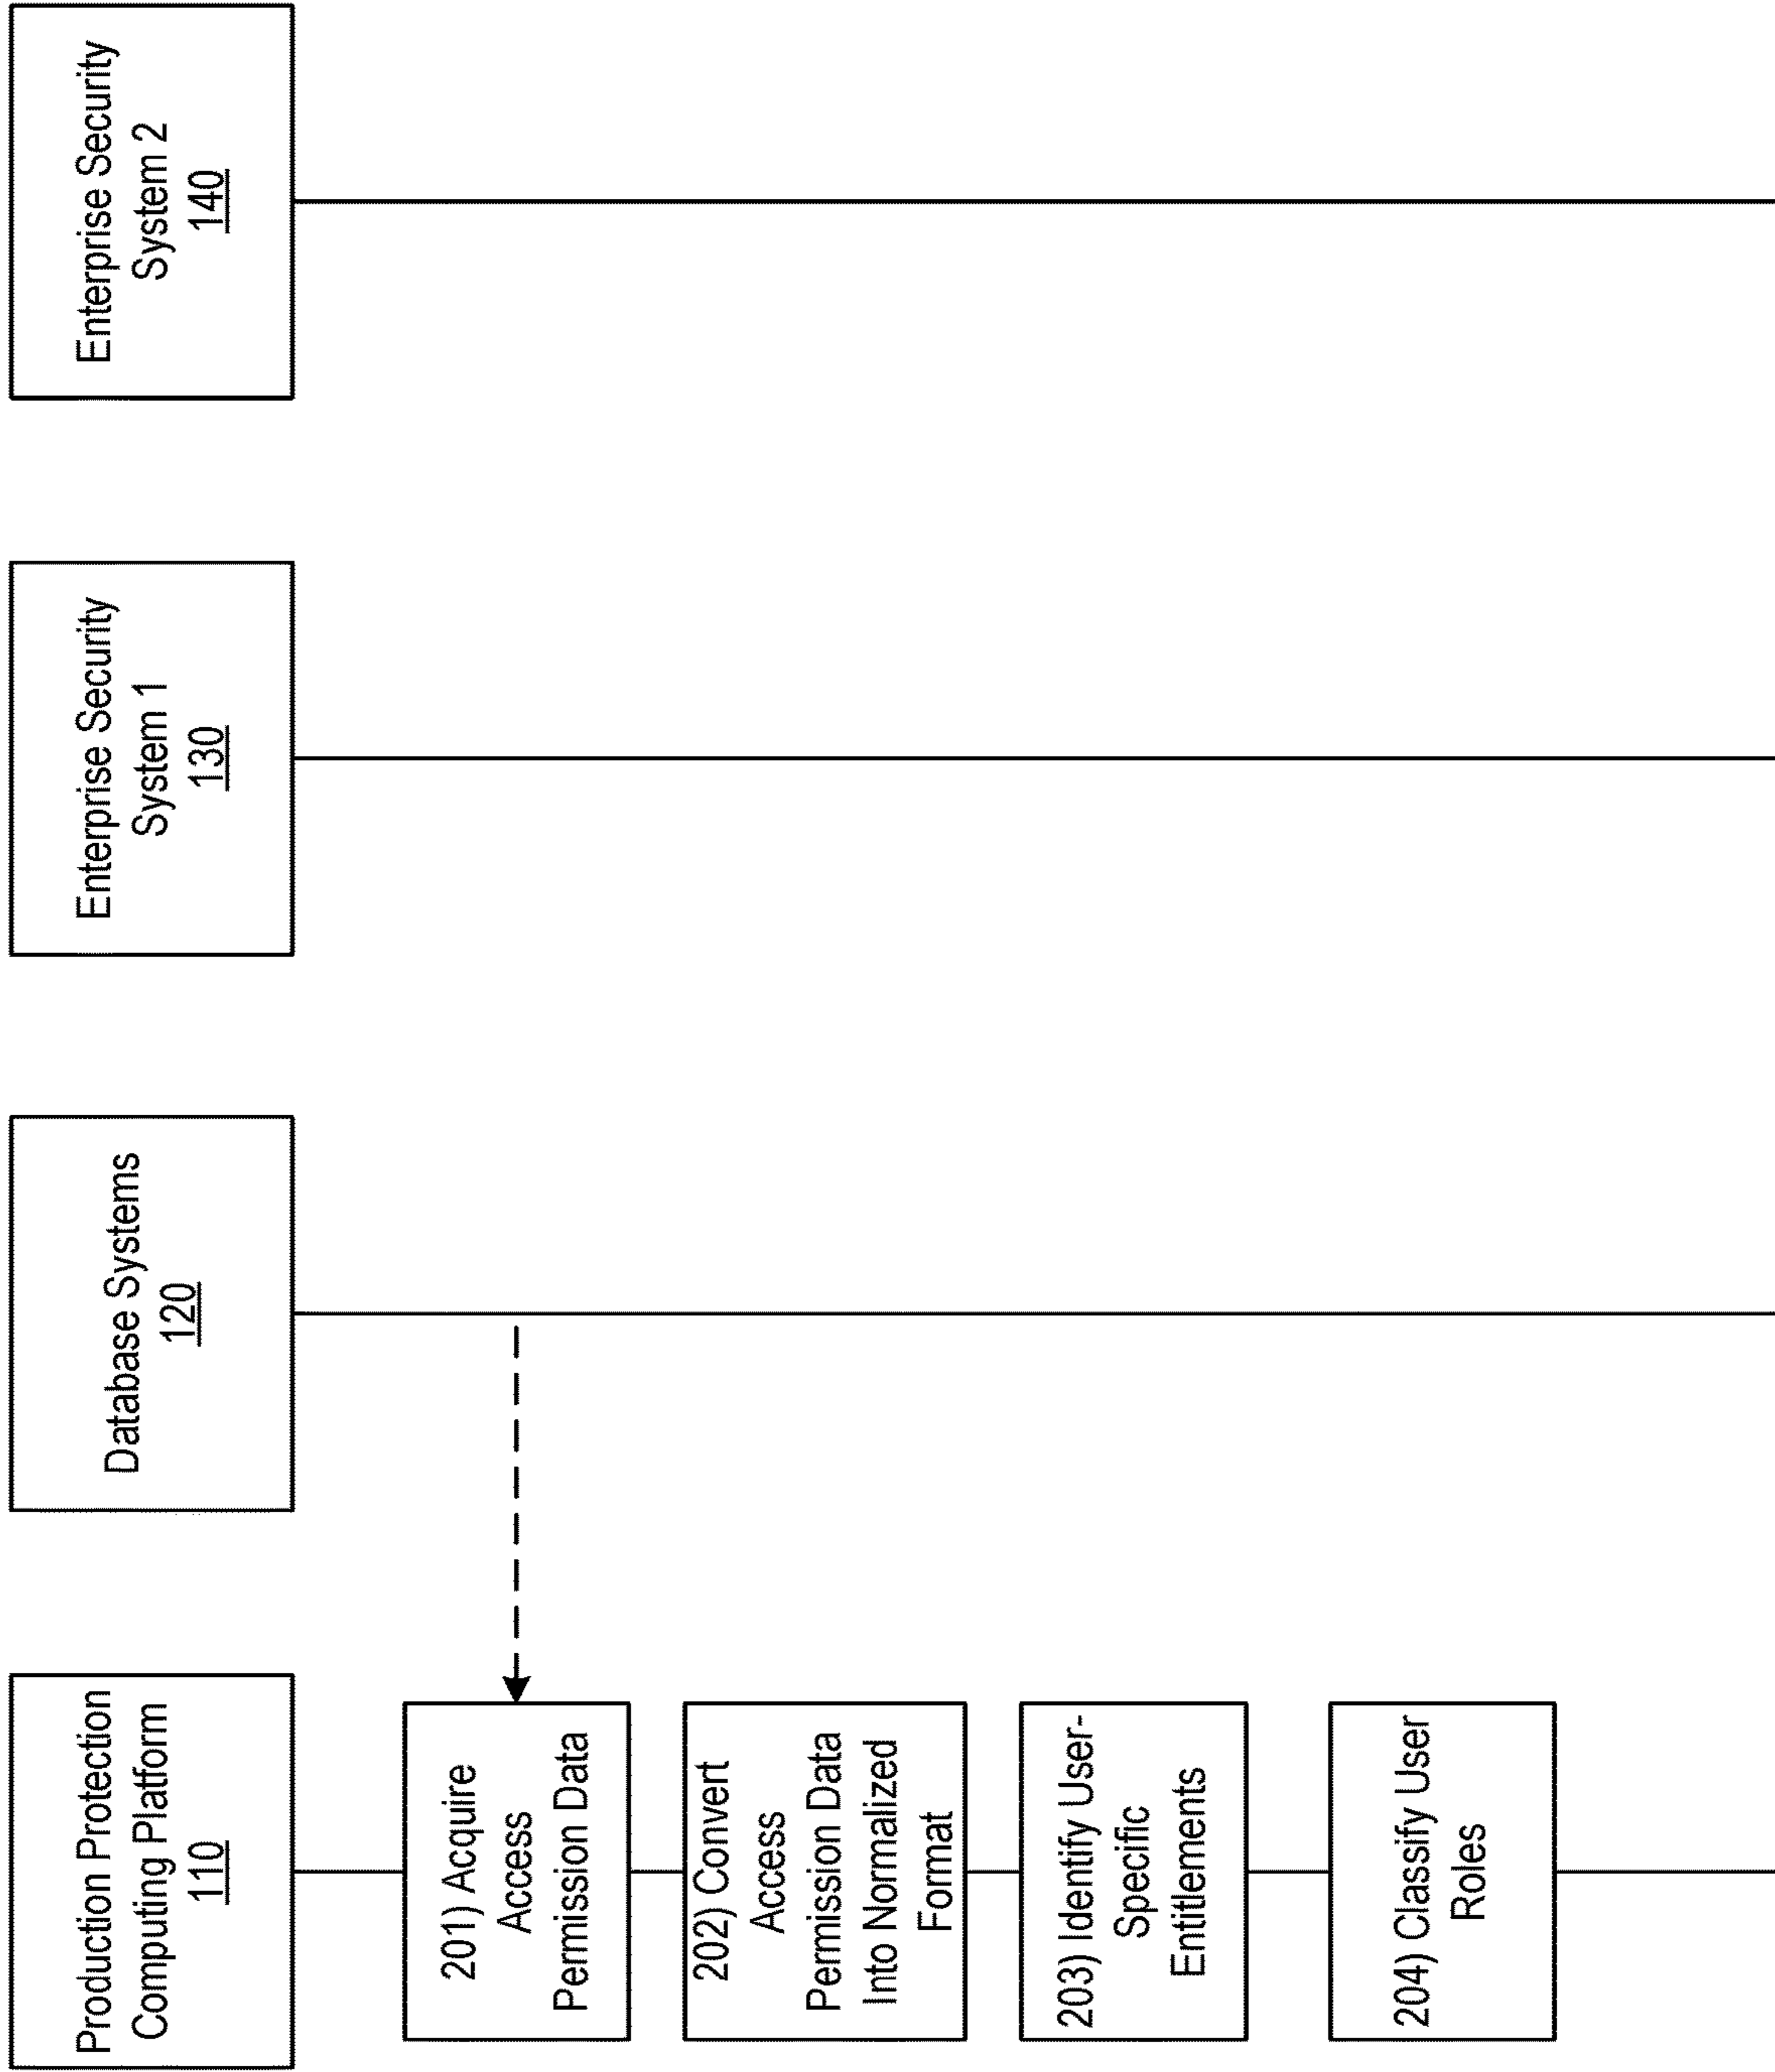 Production Protection
Computing Platform
110
Database Systems
120
Enterprise Security
System 1
130
Enterprise Security
System 2
140
201) Acquire
Access
Permission Data
202) Convert
Access
Permission Data
Into Normalized
Format
203) Identify User-
Specific
Entitlements
204) Classify User
Roles